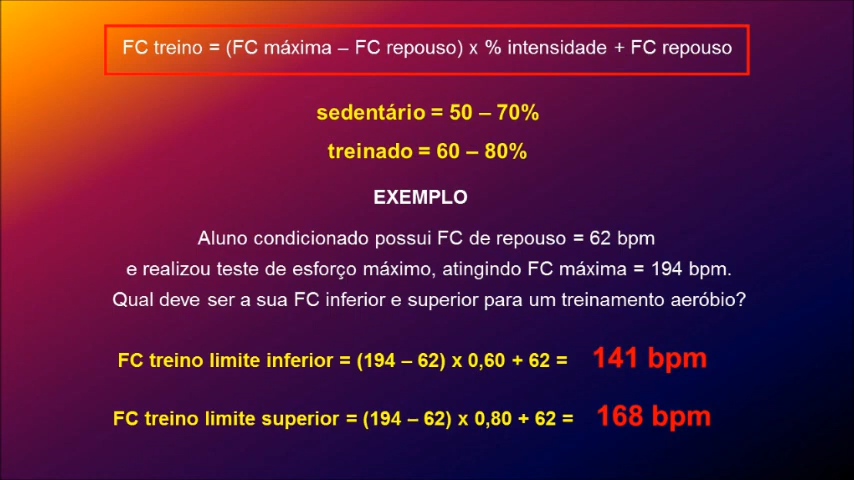 FC treino = (FC máxima – FC repouso) x % intensidade + FC repouso
sedentário = 50 – 70%
treinado = 60 – 80%
EXEMPLO
Aluno condicionado possui FC de repouso = 62 bpm
e realizou teste de esforço máximo, atingindo FC máxima = 194 bpm.
Qual deve ser a sua FC inferior e superior para um treinamento aeróbio?
FC treino limite inferior = (194 – 62) x 0,60 + 62 = 141 bpm
FC treino limite superior = (194 – 62) x 0,80 + 62 = 168 bpm